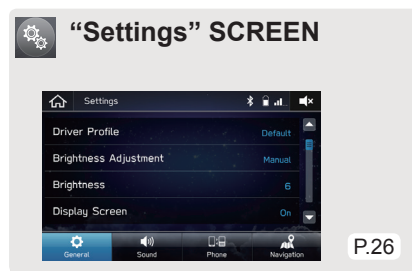 “Settings” SCREEN
Settings
Driver Profile Default
Brightness Adjustment Manual
Brightness 6
Display Screen On
General Sound Phone Navigation
P.26